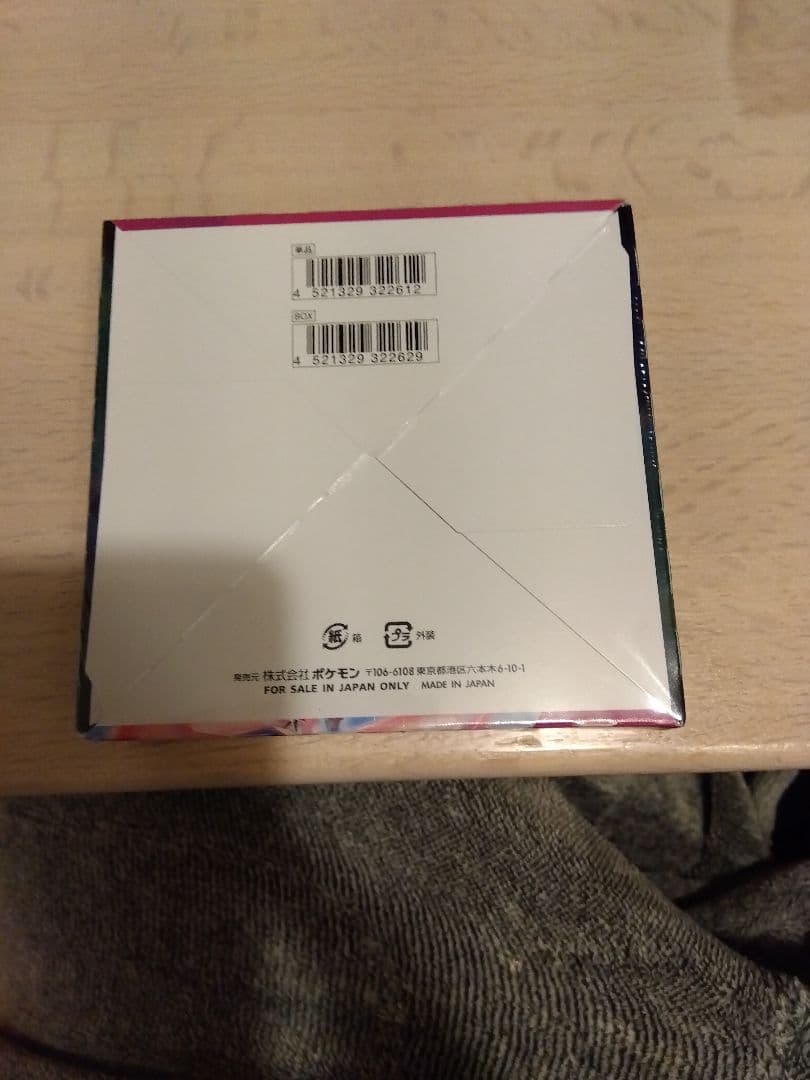 単品
4 521329 322612
BOX
4 521329 322629
紙 箱 プラ 外装
発売元 株式会社 ポケモン 〒106-6108 東京都港区六本木6-10-1
FOR SALE IN JAPAN ONLY MADE IN JAPAN